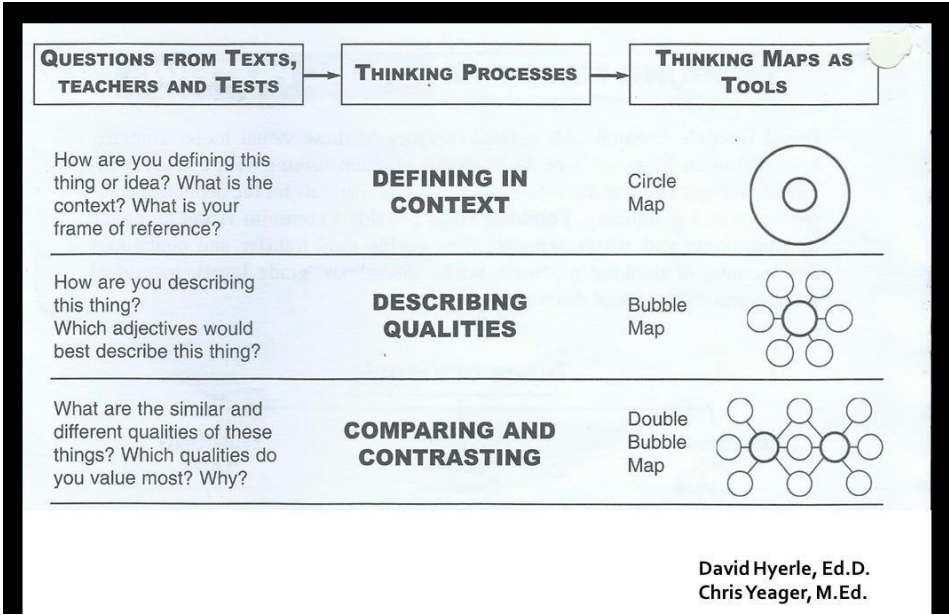 QUESTIONS FROM TEXTS,
TEACHERS AND TESTS
THINKING PROCESSES
THINKING MAPS AS
TOOLS
How are you defining this
thing or idea? What is the
context? What is your
frame of reference?
DEFINING IN
CONTEXT
Circle
Map
How are you describing
this thing?
Which adjectives would
best describe this thing?
DESCRIBING
QUALITIES
Bubble
Map
What are the similar and
different qualities of these
things? Which qualities do
you value most? Why?
COMPARING AND
CONTRASTING
Double
Bubble
Map
David Hyerle, Ed.D.
Chris Yeager, M.Ed.